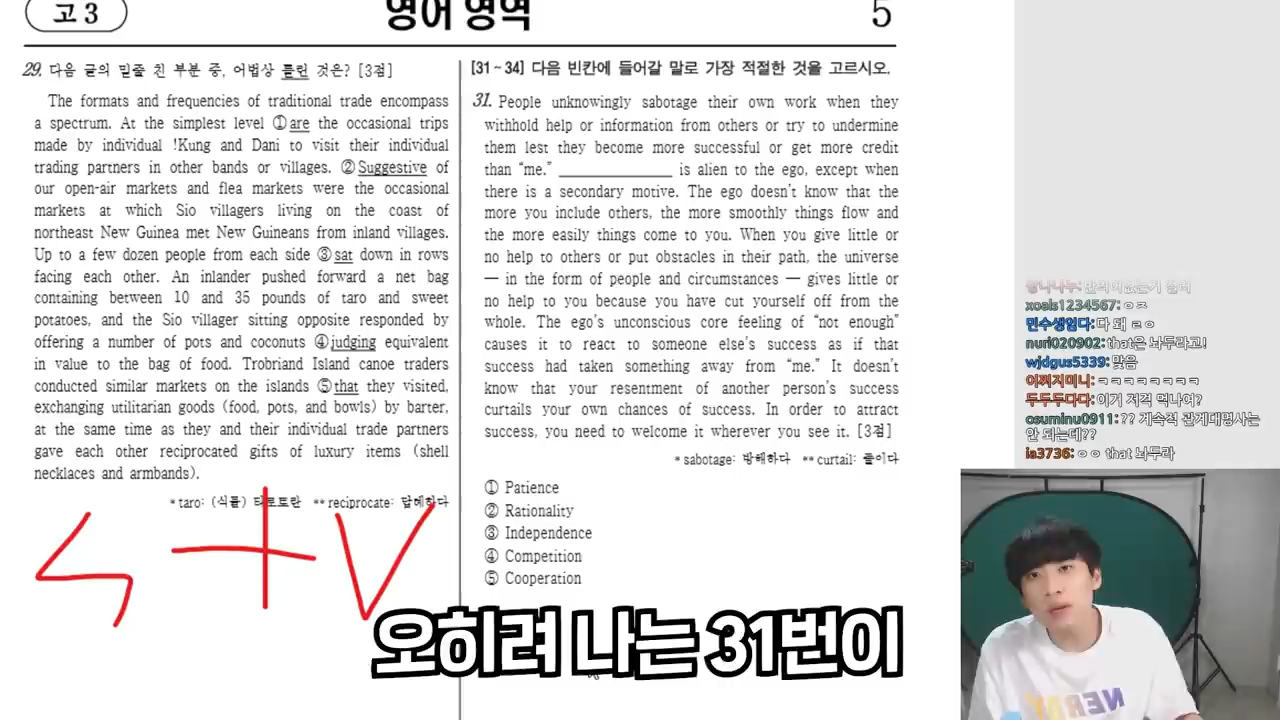 고 3
영어 영역
5
29. 다음 글의 밑줄 친 부분 중, 어법상 틀린 것은? [3점]
The formats and frequencies of traditional trade encompass
a spectrum. At the simplest level ① are the occasional trips
made by individual !Kung and Dani to visit their individual
trading partners in other bands or villages. ② Suggestive of
our open-air markets and flea markets were the occasional
markets at which Sio villagers living on the coast of
northeast New Guinea met New Guineans from inland villages.
Up to a few dozen people from each side ③ sat down in rows
facing each other. An inlander pushed forward a net bag
containing between 10 and 35 pounds of taro and sweet
potatoes, and the Sio villager sitting opposite responded by
offering a number of pots and coconuts ④ judging equivalent
in value to the bag of food. Trobriand Island canoe traders
conducted similar markets on the islands ⑤ that they visited,
exchanging utilitarian goods (food, pots, and bowls) by barter,
at the same time as they and their individual trade partners
gave each other reciprocated gifts of luxury items (shell
necklaces and armbands).
* taro: (식물) 타로토란 ** reciprocate: 답례하다
S + V
[31~34] 다음 빈칸에 들어갈 말로 가장 적절한 것을 고르시오.
31. People unknowingly sabotage their own work when they
withhold help or information from others or try to undermine
them lest they become more successful or get more credit
than “me.” ______________ is alien to the ego, except when
there is a secondary motive. The ego doesn’t know that the
more you include others, the more smoothly things flow and
the more easily things come to you. When you give little or
no help to others or put obstacles in their path, the universe
— in the form of people and circumstances — gives little or
no help to you because you have cut yourself off from the
whole. The ego’s unconscious core feeling of “not enough”
causes it to react to someone else’s success as if that
success had taken something away from “me.” It doesn’t
know that your resentment of another person’s success
curtails your own chances of success. In order to attract
success, you need to welcome it wherever you see it. [3점]
* sabotage: 방해하다 ** curtail: 줄이다
① Patience
② Rationality
③ Independence
④ Competition
⑤ Cooperation
xoals1234567: ㅇㅈ
민수생임다: 다 돼 ㄹㅇ
nuri020902: that은 놔두라고!
wjdgus5339: 맞음
이찌지미니: ㅋㅋㅋㅋㅋㅋㅋㅋ
두두두다다: 이기 저격 먹나여?
osuminu0911: ?? 계속적 관계대명사는
안 되는데??
ia3736: ㅇㅇ that 놔두라
오히려 나는 31번이